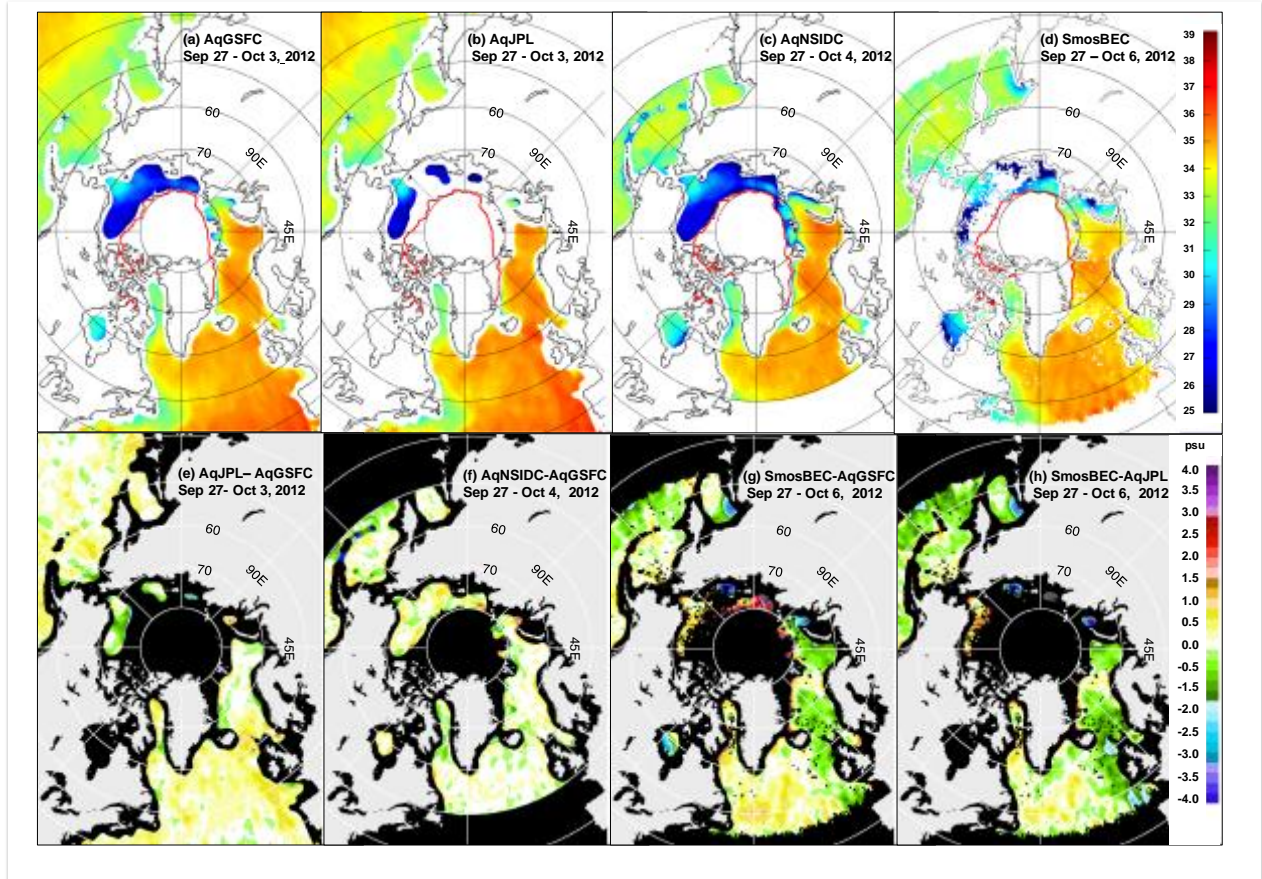 (a) AqGSFC
Sep 27 - Oct 3, 2012
60
70
90E
45E
(b) AqJPL
Sep 27 - Oct 3, 2012
60
70
90E
45E
(c) AqNSIDC
Sep 27 - Oct 4, 2012
60
70
90E
45E
(d) SmosBEC
Sep 27 – Oct 6, 2012
60
70
90E
45E
39
38
37
36
35
34
33
32
31
30
29
28
27
26
25
(e) AqJPL– AqGSFC
Sep 27- Oct 3, 2012
60
70
90E
45E
(f) AqNSIDC-AqGSFC
Sep 27 - Oct 4, 2012
60
70
90E
45E
(g) SmosBEC-AqGSFC
Sep 27 - Oct 6, 2012
60
70
90E
45E
(h) SmosBEC-AqJPL
Sep 27 - Oct 6, 2012
60
70
90E
45E
psu
4.0
3.5
3.0
2.5
2.0
1.5
1.0
0.5
0.0
-0.5
-1.5
-2.0
-2.5
-3.0
-3.5
-4.0